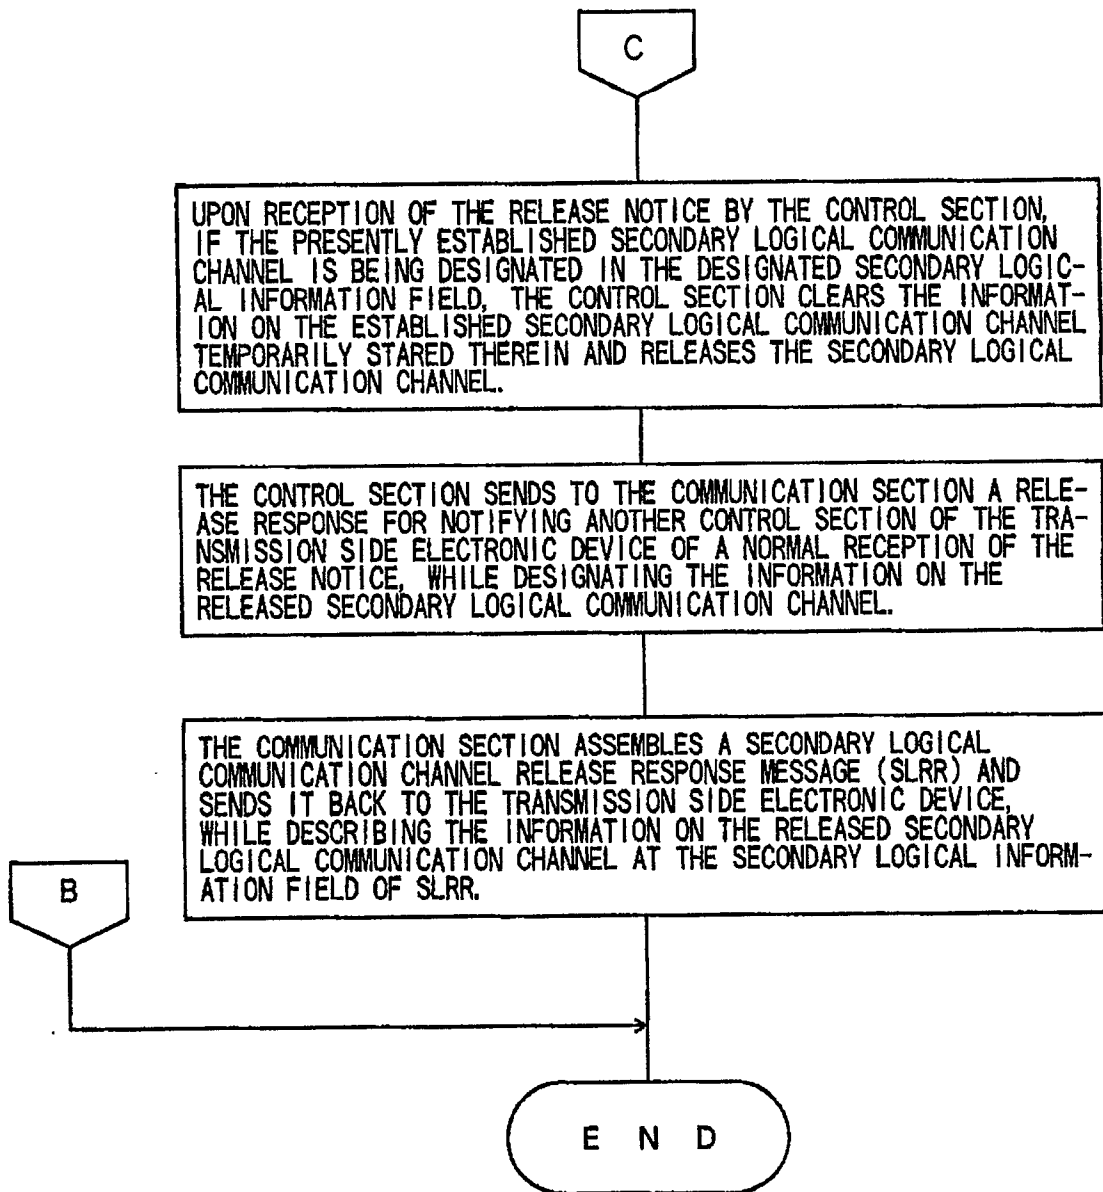 C
UPON RECEPTION OF THE RELEASE NOTICE BY THE CONTROL SECTION,
IF THE PRESENTLY ESTABLISHED SECONDARY LOGICAL COMMUNICATION
CHANNEL IS BEING DESIGNATED IN THE DESIGNATED SECONDARY LOGIC-
AL INFORMATION FIELD, THE CONTROL SECTION CLEARS THE INFORMAT-
ION ON THE ESTABLISHED SECONDARY LOGICAL COMMUNICATION CHANNEL
TEMPORARILY STARED THEREIN AND RELEASES THE SECONDARY LOGICAL
COMMUNICATION CHANNEL.
THE CONTROL SECTION SENDS TO THE COMMUNICATION SECTION A RELE-
ASE RESPONSE FOR NOTIFYING ANOTHER CONTROL SECTION OF THE TRA-
NSMISSION SIDE ELECTRONIC DEVICE OF A NORMAL RECEPTION OF THE
RELEASE NOTICE, WHILE DESIGNATING THE INFORMATION ON THE
RELEASED SECONDARY LOGICAL COMMUNICATION CHANNEL.
THE COMMUNICATION SECTION ASSEMBLES A SECONDARY LOGICAL
COMMUNICATION CHANNEL RELEASE RESPONSE MESSAGE (SLRR) AND
SENDS IT BACK TO THE TRANSMISSION SIDE ELECTRONIC DEVICE,
WHILE DESCRIBING THE INFORMATION ON THE RELEASED SECONDARY
LOGICAL COMMUNICATION CHANNEL AT THE SECONDARY LOGICAL INFORM-
ATION FIELD OF SLRR.
B
END